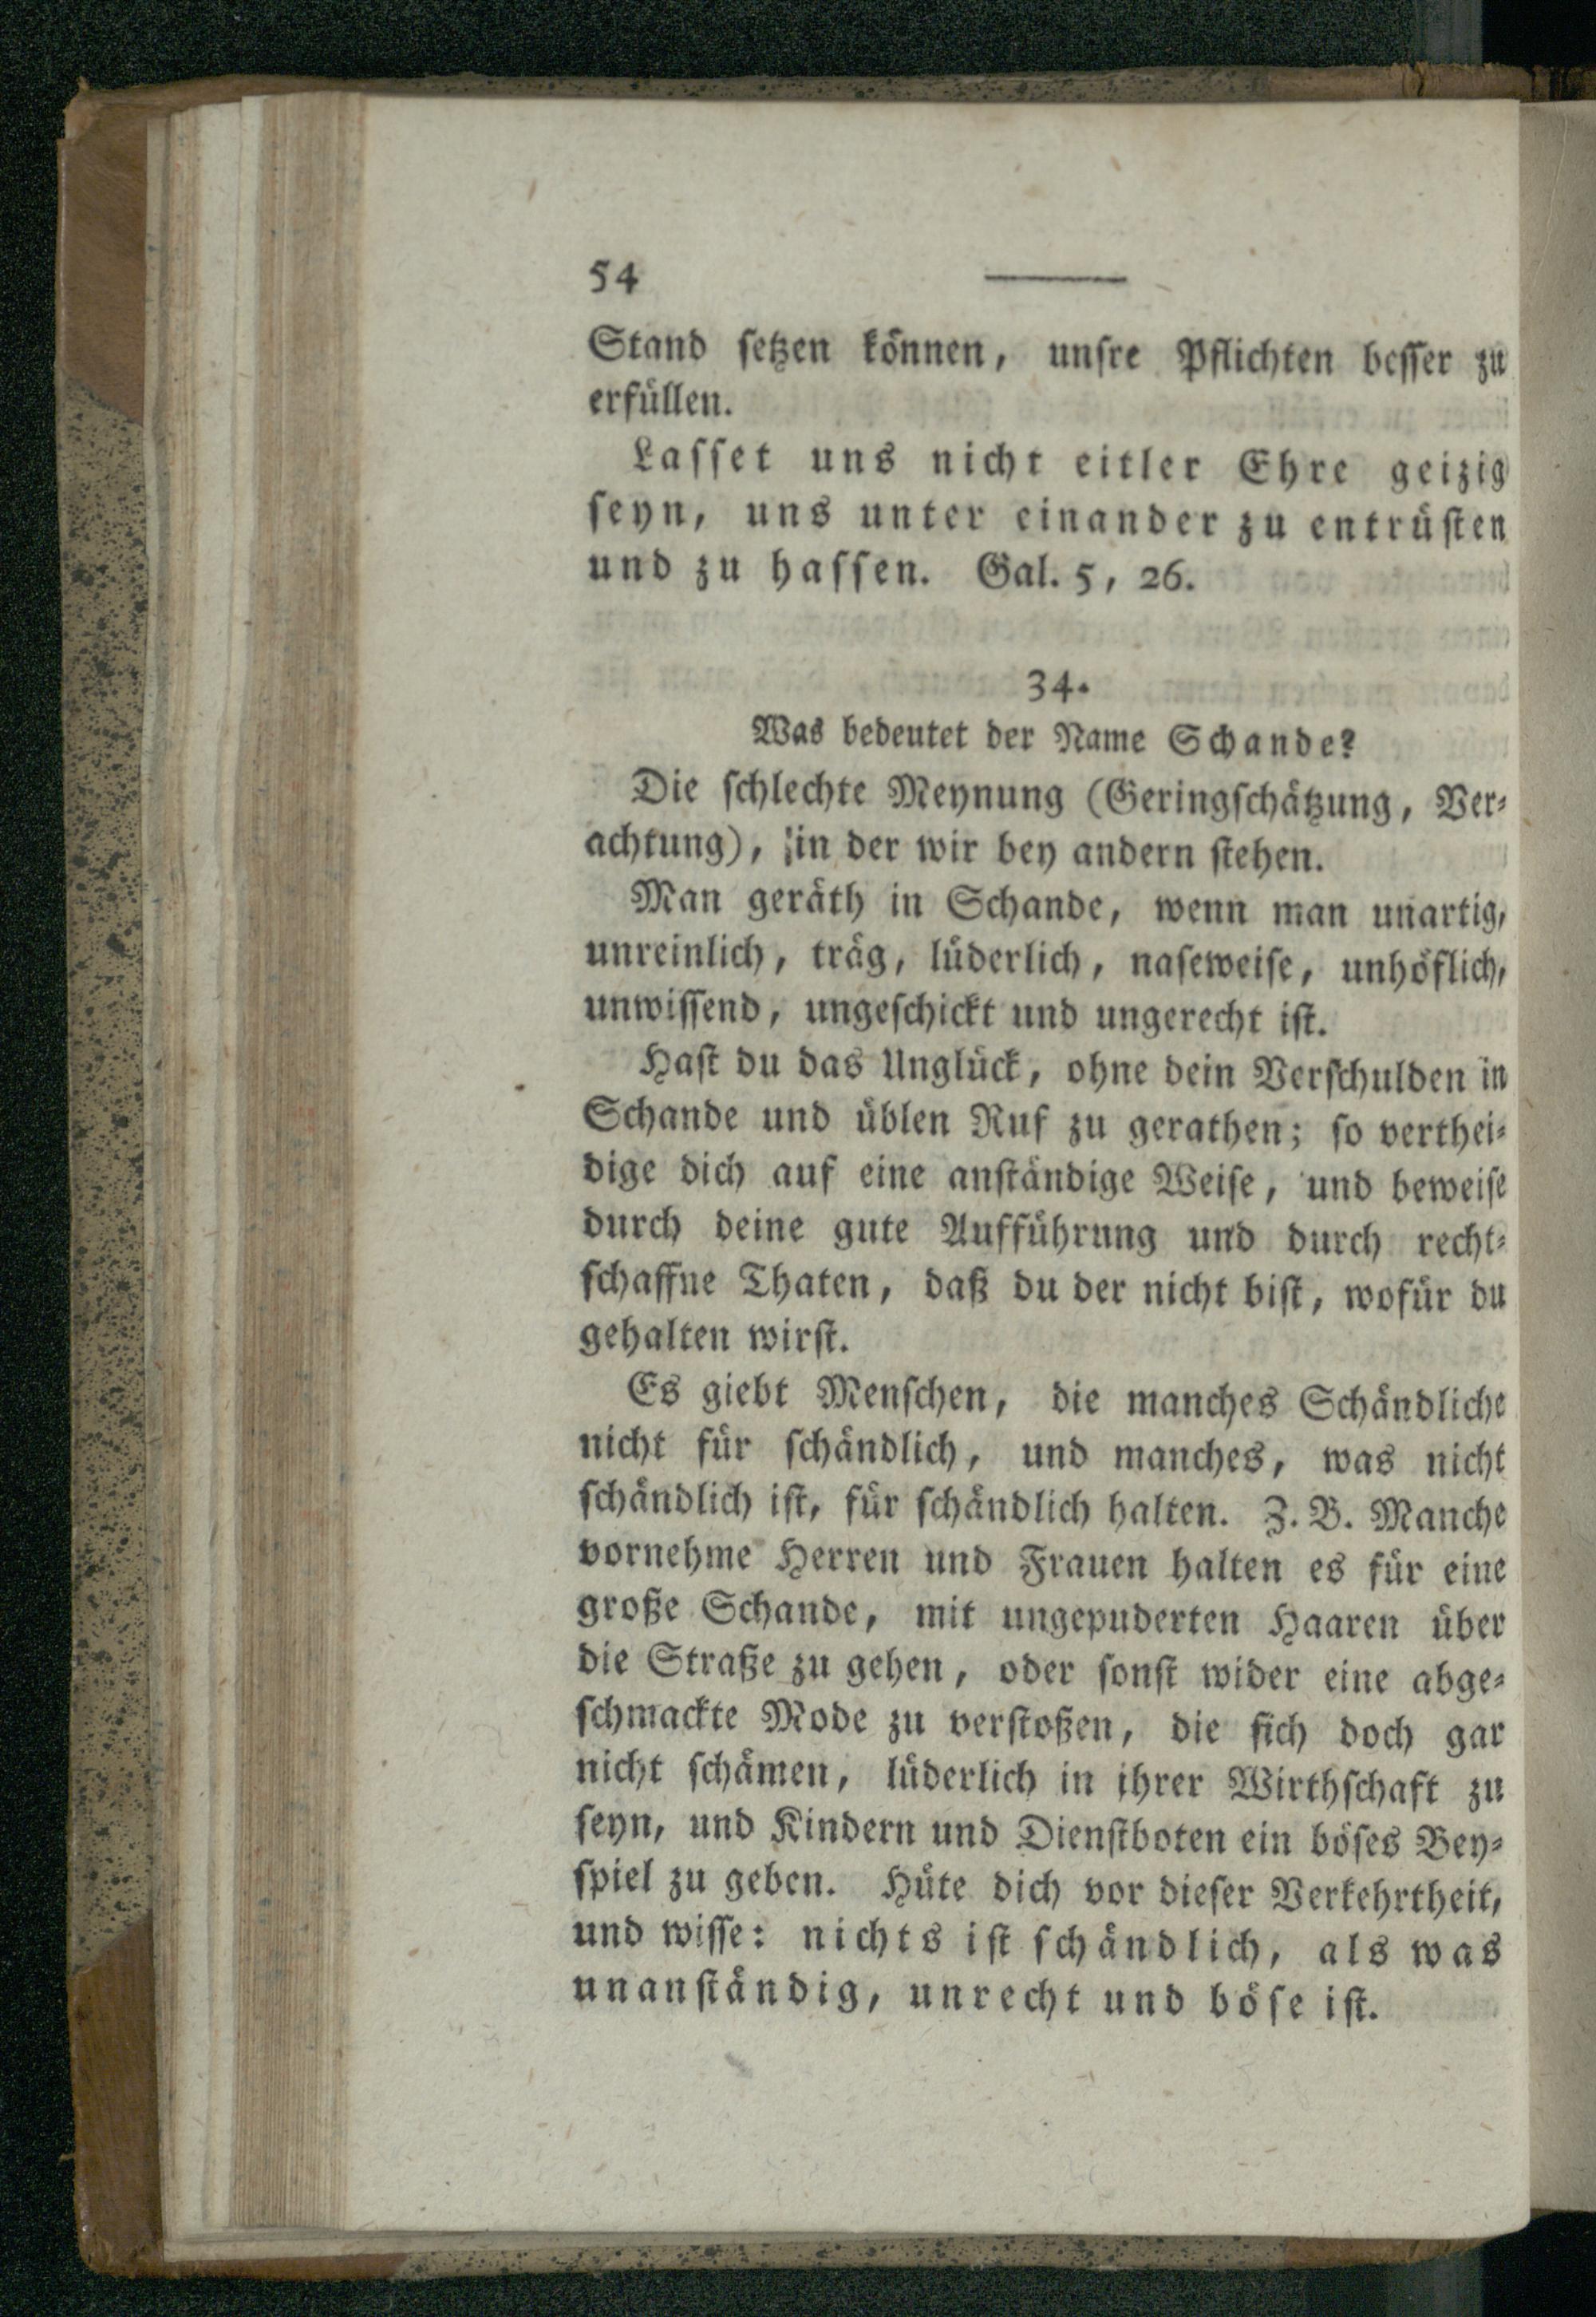 54
Stand ſetzen können, unſre Pflichten beſſer zu
erfüllen.
Laſſet uns nicht eitler Ehre geizig
ſeyn, uns unter einander zu entrüſten
und zu haſſen. Gal. 5, 26.
34.
Was bedeutet der Name Schande?
Die ſchlechte Meynung (Geringſchätzung, Ver⸗
achtung), in der wir bey andern ſtehen.
Man geräth in Schande, wenn man unartig,
unreinlich, träg, lüderlich, naſeweiſe, unhöflich,
unwiſſend, ungeſchickt und ungerecht iſt.
Haſt du das Unglück, ohne dein Verſchulden in
Schande und üblen Ruf zu gerathen; ſo verthei⸗
dige dich auf eine anſtändige Weiſe, und beweiſe
durch deine gute Aufführung und durch recht⸗
ſchaffne Thaten, daß du der nicht biſt, wofür du
gehalten wirſt.
Es giebt Menſchen, die manches Schändliche
nicht für ſchändlich, und manches, was nicht
ſchändlich iſt, für ſchändlich halten. Z. B. Manche
vornehme Herren und Frauen halten es für eine
große Schande, mit ungepuderten Haaren über
die Straße zu gehen, oder ſonſt wider eine abge⸗
ſchmackte Mode zu verſtoßen, die ſich doch gar
nicht ſchämen, lüderlich in ihrer Wirthſchaft zu
ſeyn, und Kindern und Dienſtboten ein böſes Bey⸗
ſpiel zu geben. Hüte dich vor dieſer Verkehrtheit,
und wiſſe: nichts iſt ſchändlich, als was
unanſtändig, unrecht und böſe iſt.